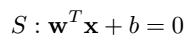 S : w^T x + b = 0